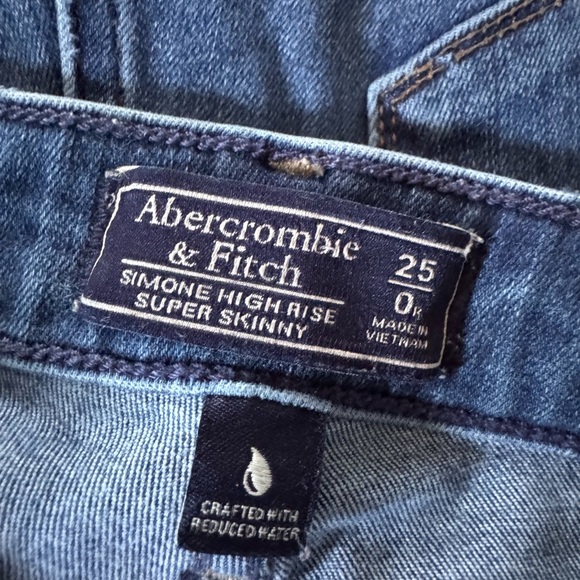 Abercrombie
& Fitch
SIMONE HIGH RISE
SUPER SKINNY
25
0R
MADE IN
VIETNAM
CRAFTED WITH
REDUCED WATER